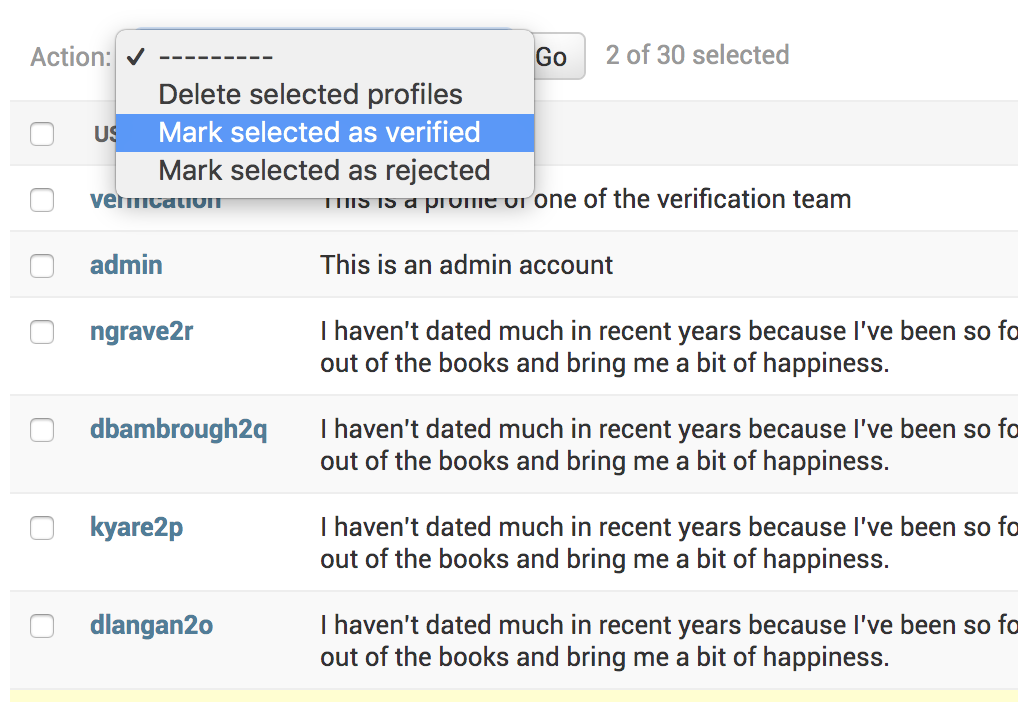 Action:
✓ ---------
Go
2 of 30 selected
Delete selected profiles
Mark selected as verified
Mark selected as rejected
US
verification This is a profile of one of the verification team
admin This is an admin account
ngrave2r I haven't dated much in recent years because I've been so fo
out of the books and bring me a bit of happiness.
dbambrough2q I haven't dated much in recent years because I've been so fo
out of the books and bring me a bit of happiness.
kyare2p I haven't dated much in recent years because I've been so fo
out of the books and bring me a bit of happiness.
dlangan2o I haven't dated much in recent years because I've been so fo
out of the books and bring me a bit of happiness.